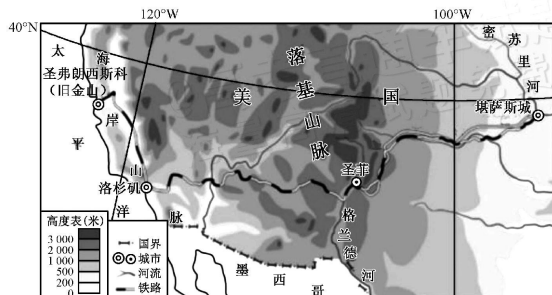 120°W
100°W
40°N
太平洋
海岸山脉
圣弗朗西斯科
（旧金山）
落基山脉
美国
密苏里河
堪萨斯城
洛杉矶
圣菲
格兰德河
墨西哥
高度表(米)
3 000
2 000
1 000
500
200
0
国界
城市
河流
铁路